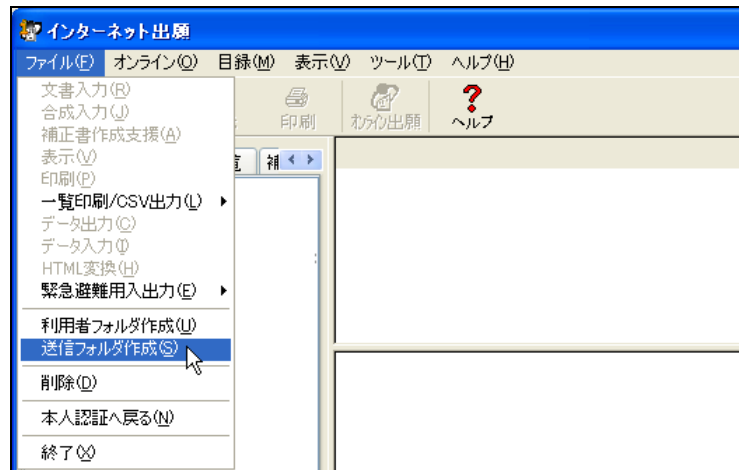 インターネット出願
ファイル(F) オンライン(O) 目録(M) 表示(V) ツール(T) ヘルプ(H)
文書入力(R)
合成入力(J)
補正書作成支援(A)
表示(V)
印刷(P)
一覧印刷/CSV出力(L)
データ出力(C)
データ入力(I)
HTML変換(H)
緊急避難用入出力(E)
利用者フォルダ作成(U)
送信フォルダ作成(S)
削除(D)
本人認証へ戻る(N)
終了(X)
印刷 オンライン出願 ヘルプ
覧 補